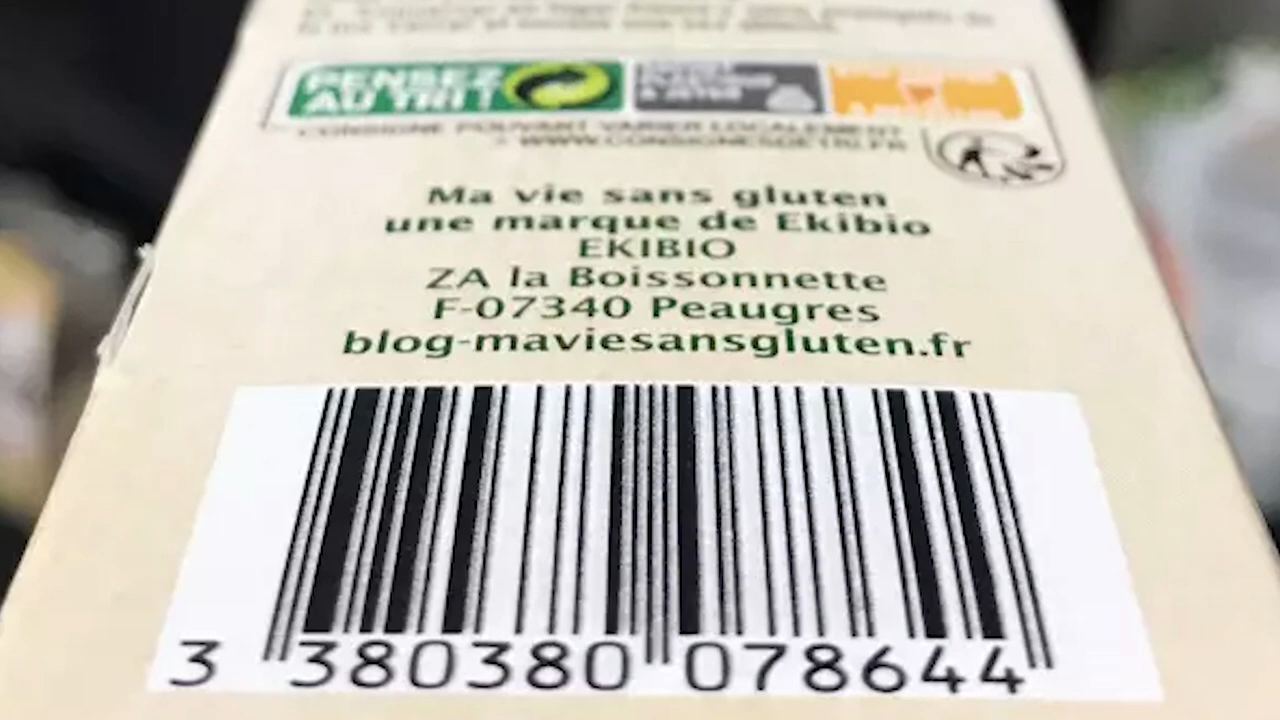 PENSEZ
AU TRI !
CONSIGNE POUVANT VARIER LOCALEMENT
> WWW.CONSIGNESDETRI.FR
Ma vie sans gluten
une marque de Ekibio
EKIBIO
ZA la Boissonnette
F-07340 Peaugres
blog-maviesansgluten.fr
3 380380 078644